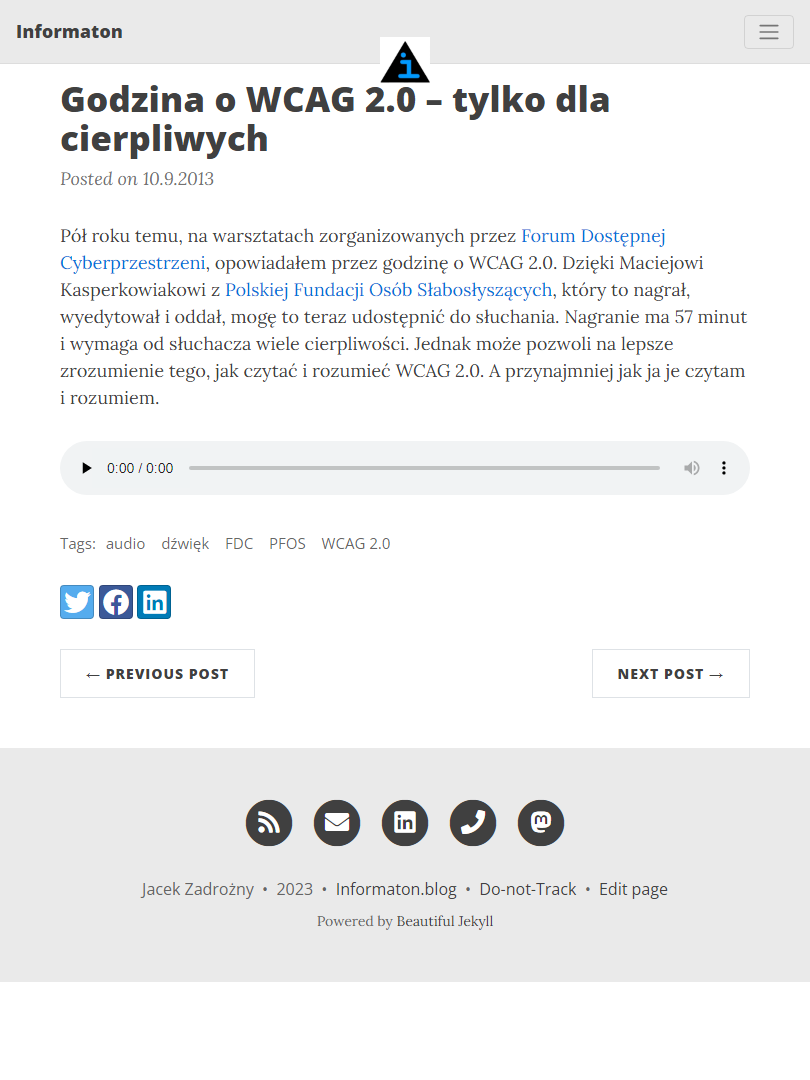 Informaton
Godzina o WCAG 2.0 – tylko dla
cierpliwych
Posted on 10.9.2013
Pół roku temu, na warsztatach zorganizowanych przez Forum Dostępnej
Cyberprzestrzeni, opowiadałem przez godzinę o WCAG 2.0. Dzięki Maciejowi
Kasperkowiakowi z Polskiej Fundacji Osób Słabosłyszących, który to nagrał,
wyedytował i oddał, mogę to teraz udostępnić do słuchania. Nagranie ma 57 minut
i wymaga od słuchacza wiele cierpliwości. Jednak może pozwoli na lepsze
zrozumienie tego, jak czytać i rozumieć WCAG 2.0. A przynajmniej jak ja je czytam
i rozumiem.
0:00 / 0:00
Tags: audio dźwięk FDC PFOS WCAG 2.0
← PREVIOUS POST
NEXT POST →
Jacek Zadrożny • 2023 • Informaton.blog • Do-not-Track • Edit page
Powered by Beautiful Jekyll